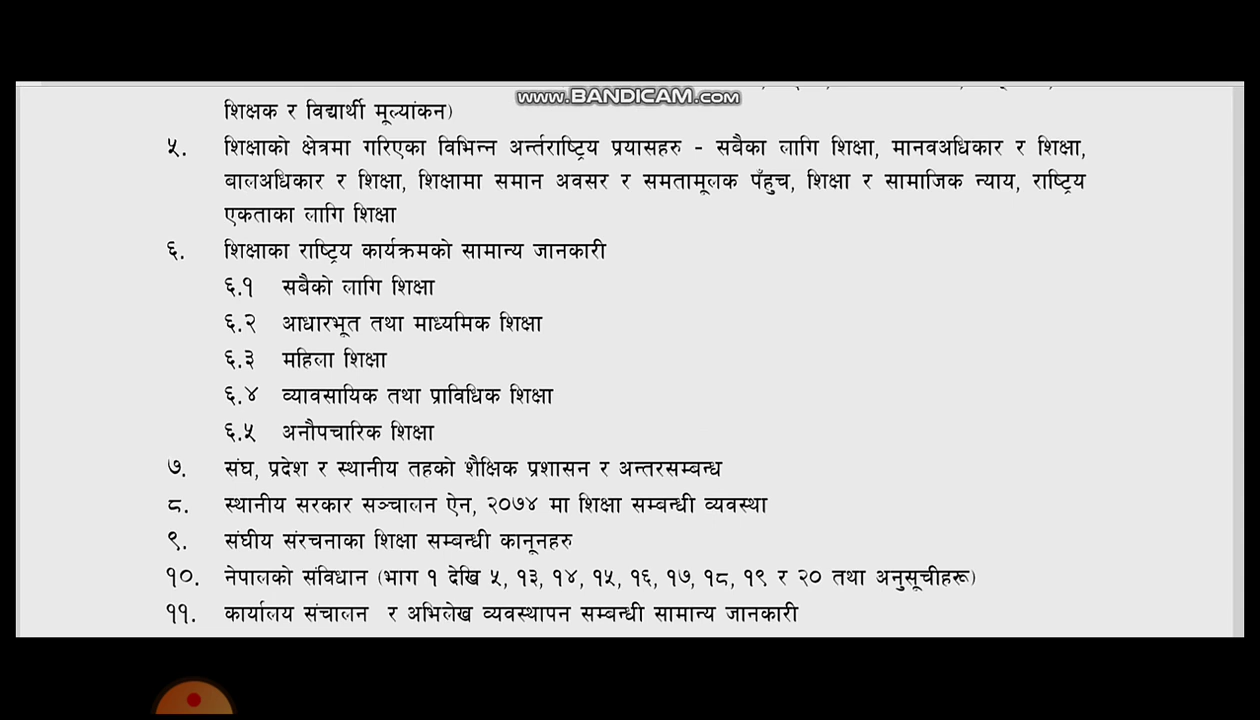 www.BANDICAM.com
शिक्षक र विद्यार्थी मूल्यांकन)
५. शिक्षाको क्षेत्रमा गरिएका विभिन्न अर्न्तराष्ट्रिय प्रयासहरु - सबैका लागि शिक्षा, मानवअधिकार र शिक्षा,
बालअधिकार र शिक्षा, शिक्षामा समान अवसर र समतामूलक पँहुच, शिक्षा र सामाजिक न्याय, राष्ट्रिय
एकताका लागि शिक्षा
६. शिक्षाका राष्ट्रिय कार्यक्रमको सामान्य जानकारी
६.१ सबैको लागि शिक्षा
६.२ आधारभूत तथा माध्यमिक शिक्षा
६.३ महिला शिक्षा
६.४ व्यावसायिक तथा प्राविधिक शिक्षा
६.५ अनौपचारिक शिक्षा
७. संघ, प्रदेश र स्थानीय तहको शैक्षिक प्रशासन र अन्तरसम्बन्ध
८. स्थानीय सरकार सञ्चालन ऐन, २०७४ मा शिक्षा सम्बन्धी व्यवस्था
९. संघीय संरचनाका शिक्षा सम्बन्धी कानूनहरु
१०. नेपालको संविधान (भाग १ देखि ५, १३, १४, १५, १६, १७, १८, १९ र २० तथा अनुसूचीहरू)
११. कार्यालय संचालन र अभिलेख व्यवस्थापन सम्बन्धी सामान्य जानकारी